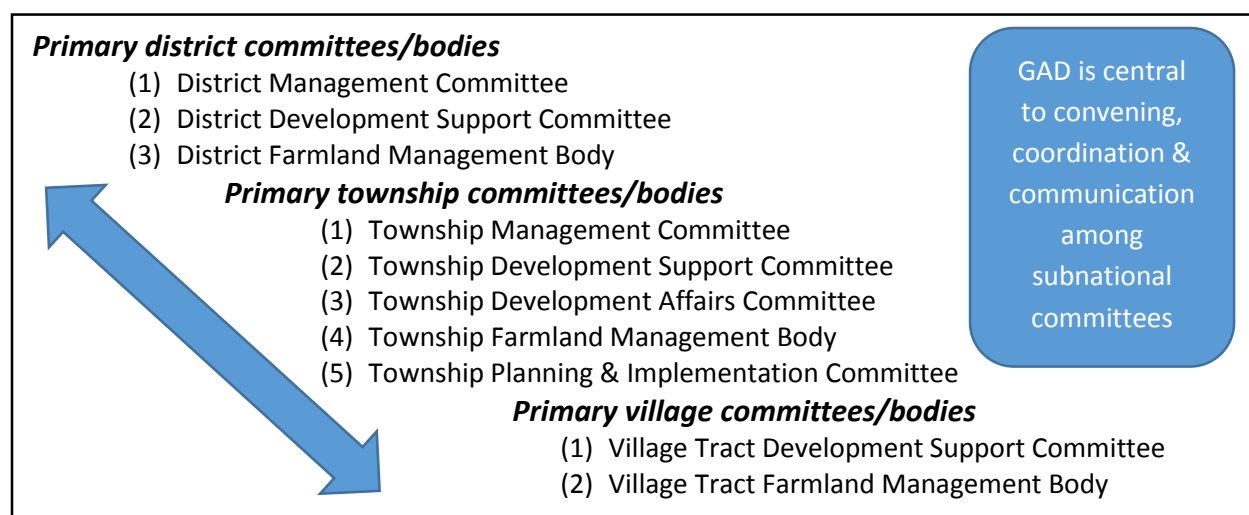 Primary district committees/bodies
(1) District Management Committee
(2) District Development Support Committee
(3) District Farmland Management Body
Primary township committees/bodies
(1) Township Management Committee
(2) Township Development Support Committee
(3) Township Development Affairs Committee
(4) Township Farmland Management Body
(5) Township Planning & Implementation Committee
Primary village committees/bodies
(1) Village Tract Development Support Committee
(2) Village Tract Farmland Management Body
GAD is central
to convening,
coordination &
communication
among
subnational
committees